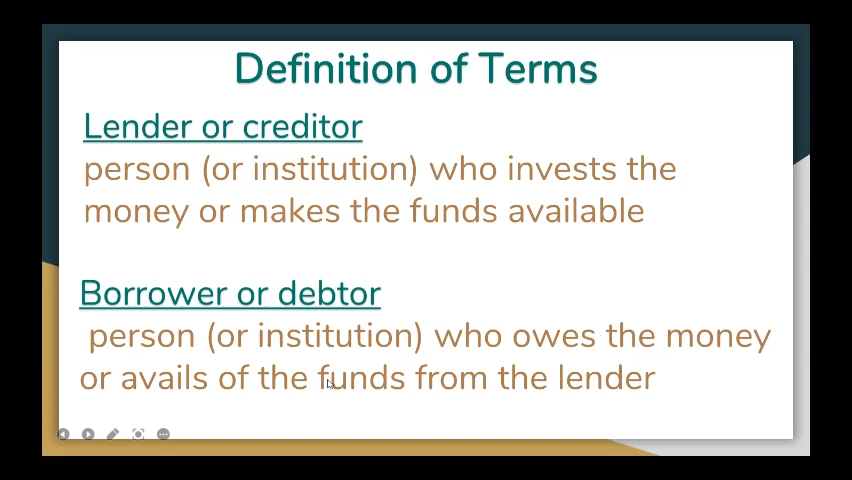 Definition of Terms
Lender or creditor
person (or institution) who invests the
money or makes the funds available
Borrower or debtor
person (or institution) who owes the money
or avails of the funds from the lender